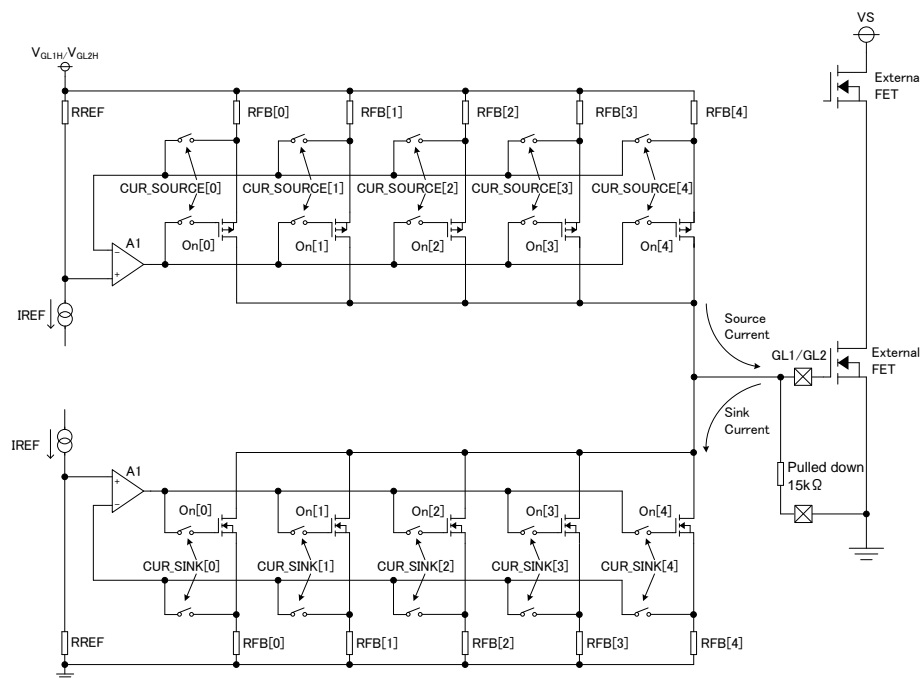 VS
V_GL1H/V_GL2H
Externa
FET
RREF
RFB[0]
RFB[1]
RFB[2]
RFB[3]
RFB[4]
CUR_SOURCE[0]
CUR_SOURCE[1]
CUR_SOURCE[2]
CUR_SOURCE[3]
CUR_SOURCE[4]
On[0]
On[1]
On[2]
On[3]
On[4]
A1
−
+
IREF
Source
Current
GL1/GL2
External
FET
Sink
Current
IREF
A1
+
−
Pulled down
15kΩ
On[0]
On[1]
On[2]
On[3]
On[4]
CUR_SINK[0]
CUR_SINK[1]
CUR_SINK[2]
CUR_SINK[3]
CUR_SINK[4]
RREF
RFB[0]
RFB[1]
RFB[2]
RFB[3]
RFB[4]